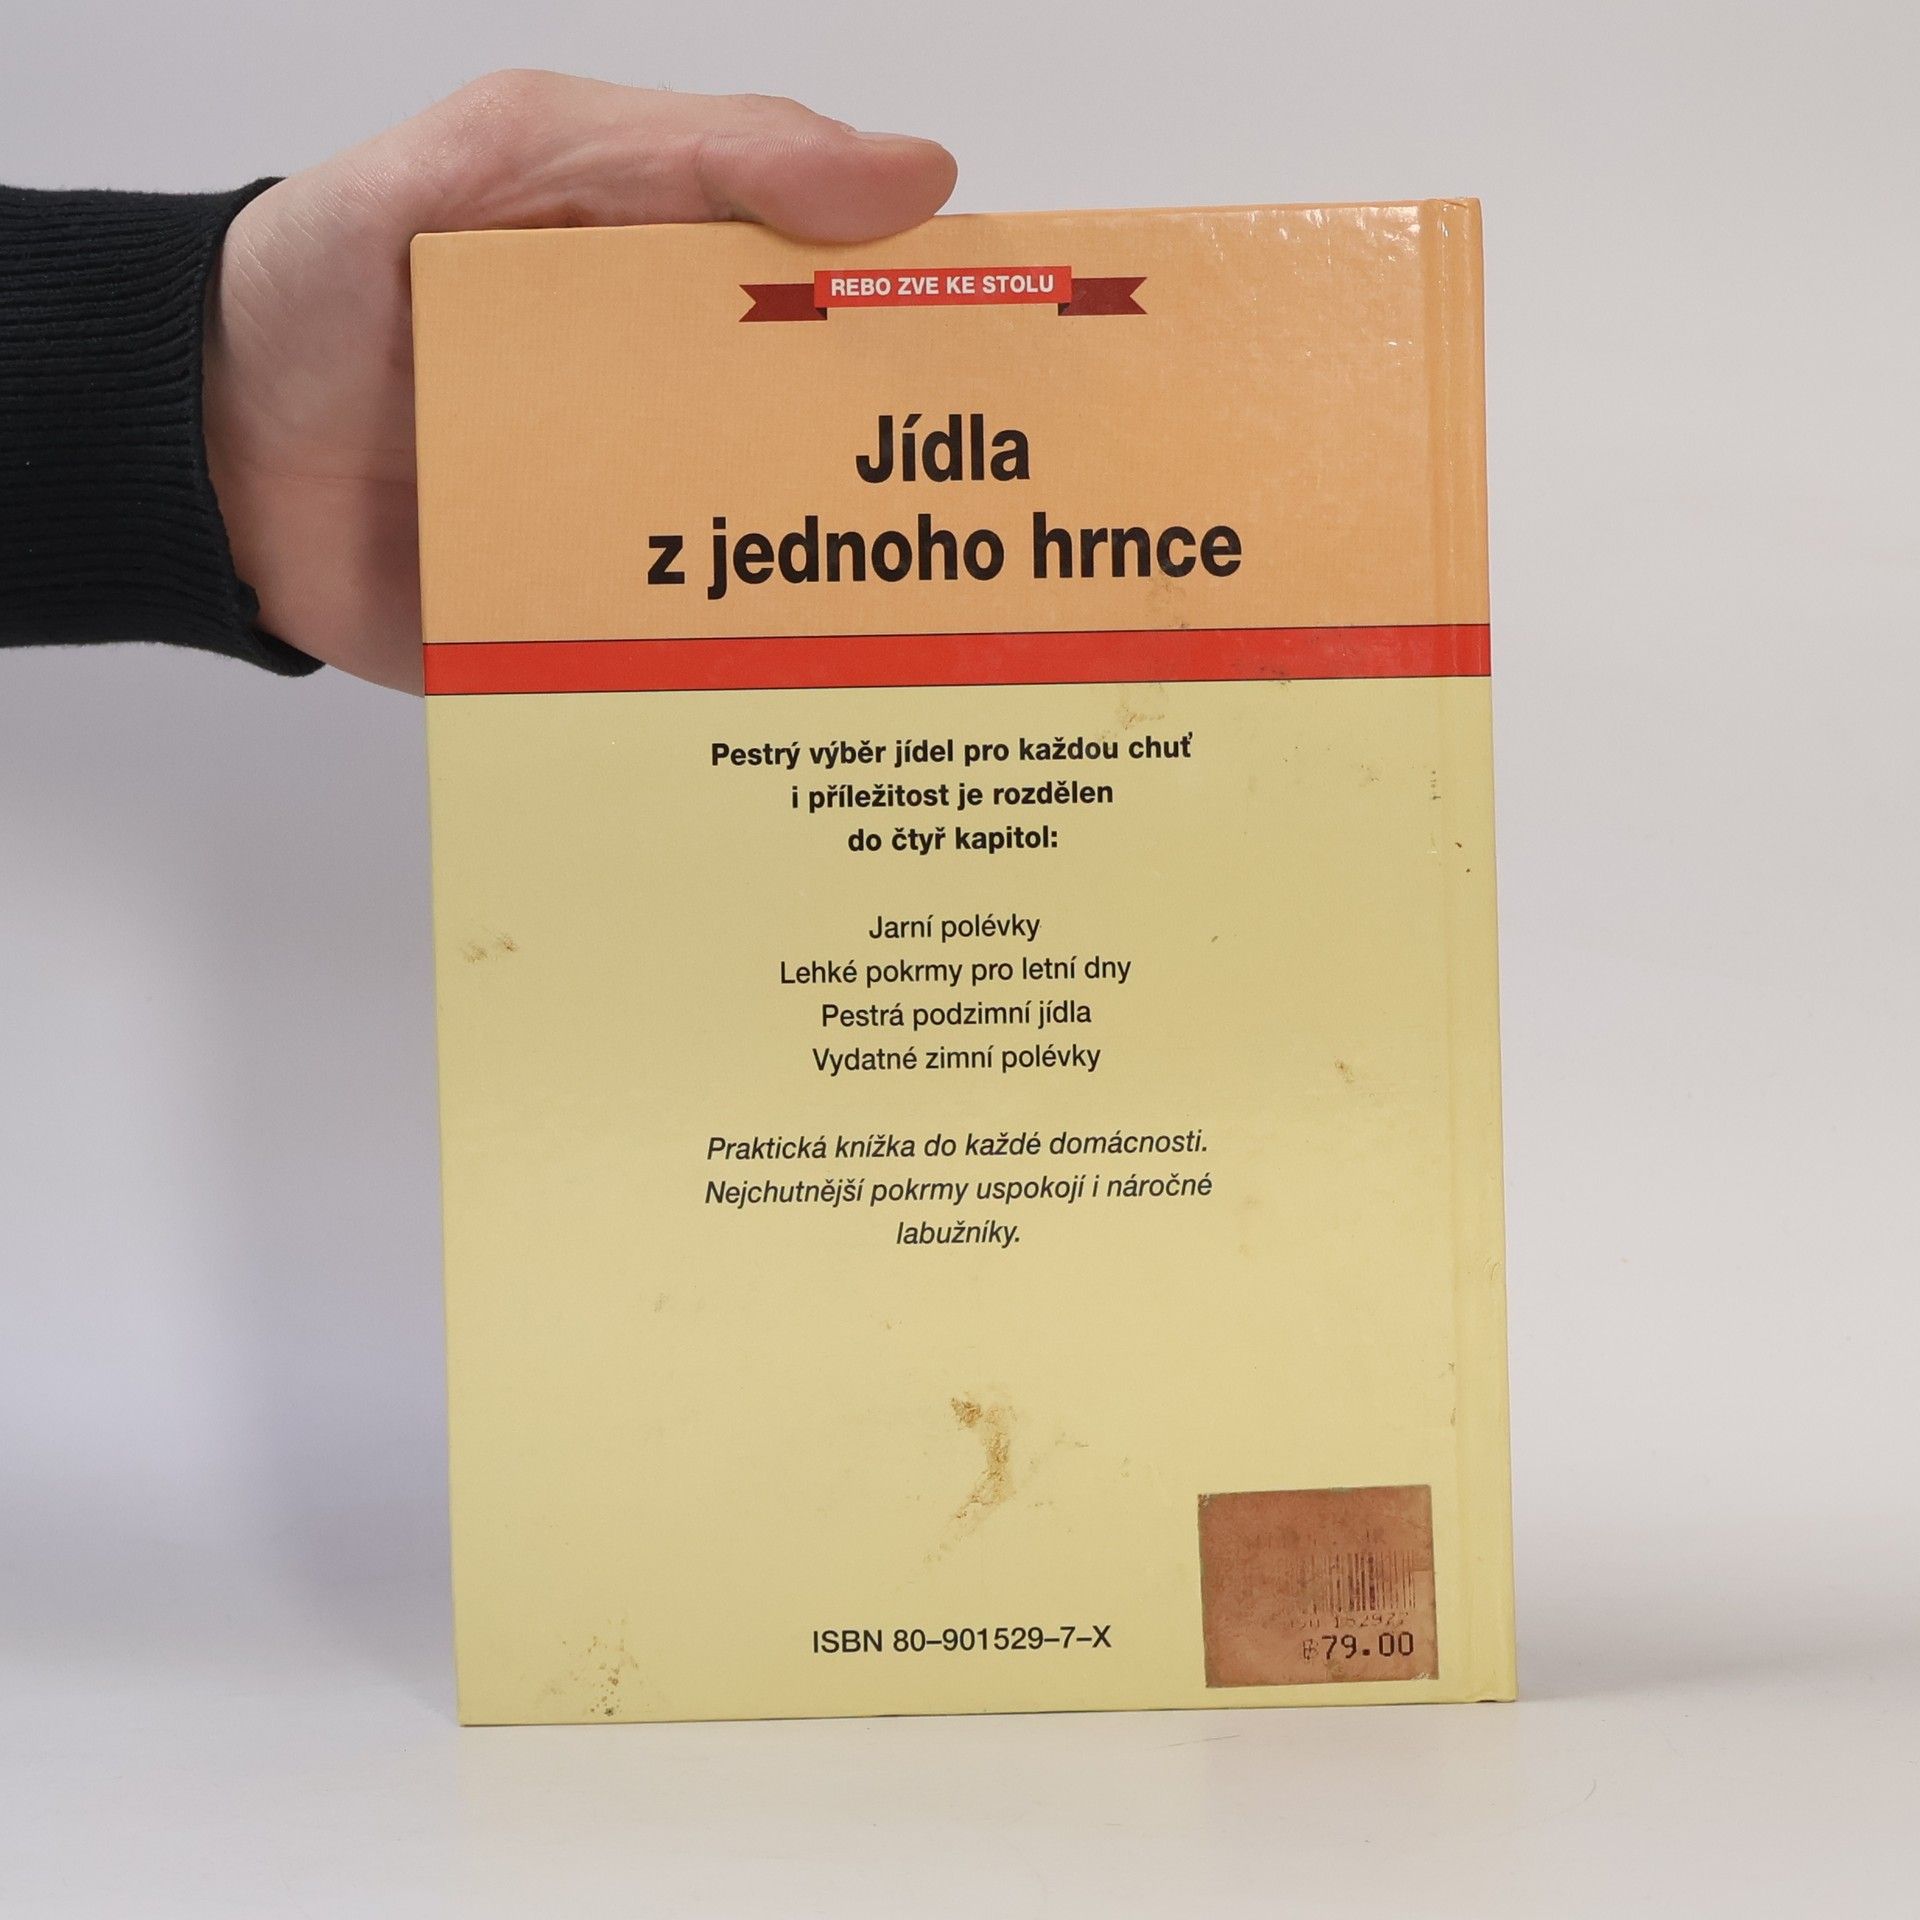 REBO ZVE KE STOLU
Jídla
z jednoho hrnce
Pestrý výběr jídel pro každou chuť
i příležitost je rozdělen
do čtyř kapitol:
Jarní polévky
Lehké pokrmy pro letní dny
Pestrá podzimní jídla
Vydatné zimní polévky
Praktická knížka do každé domácnosti.
Nejchutnější pokrmy uspokojí i náročné
labužníky.
ISBN 80–901529–7–X
79.00